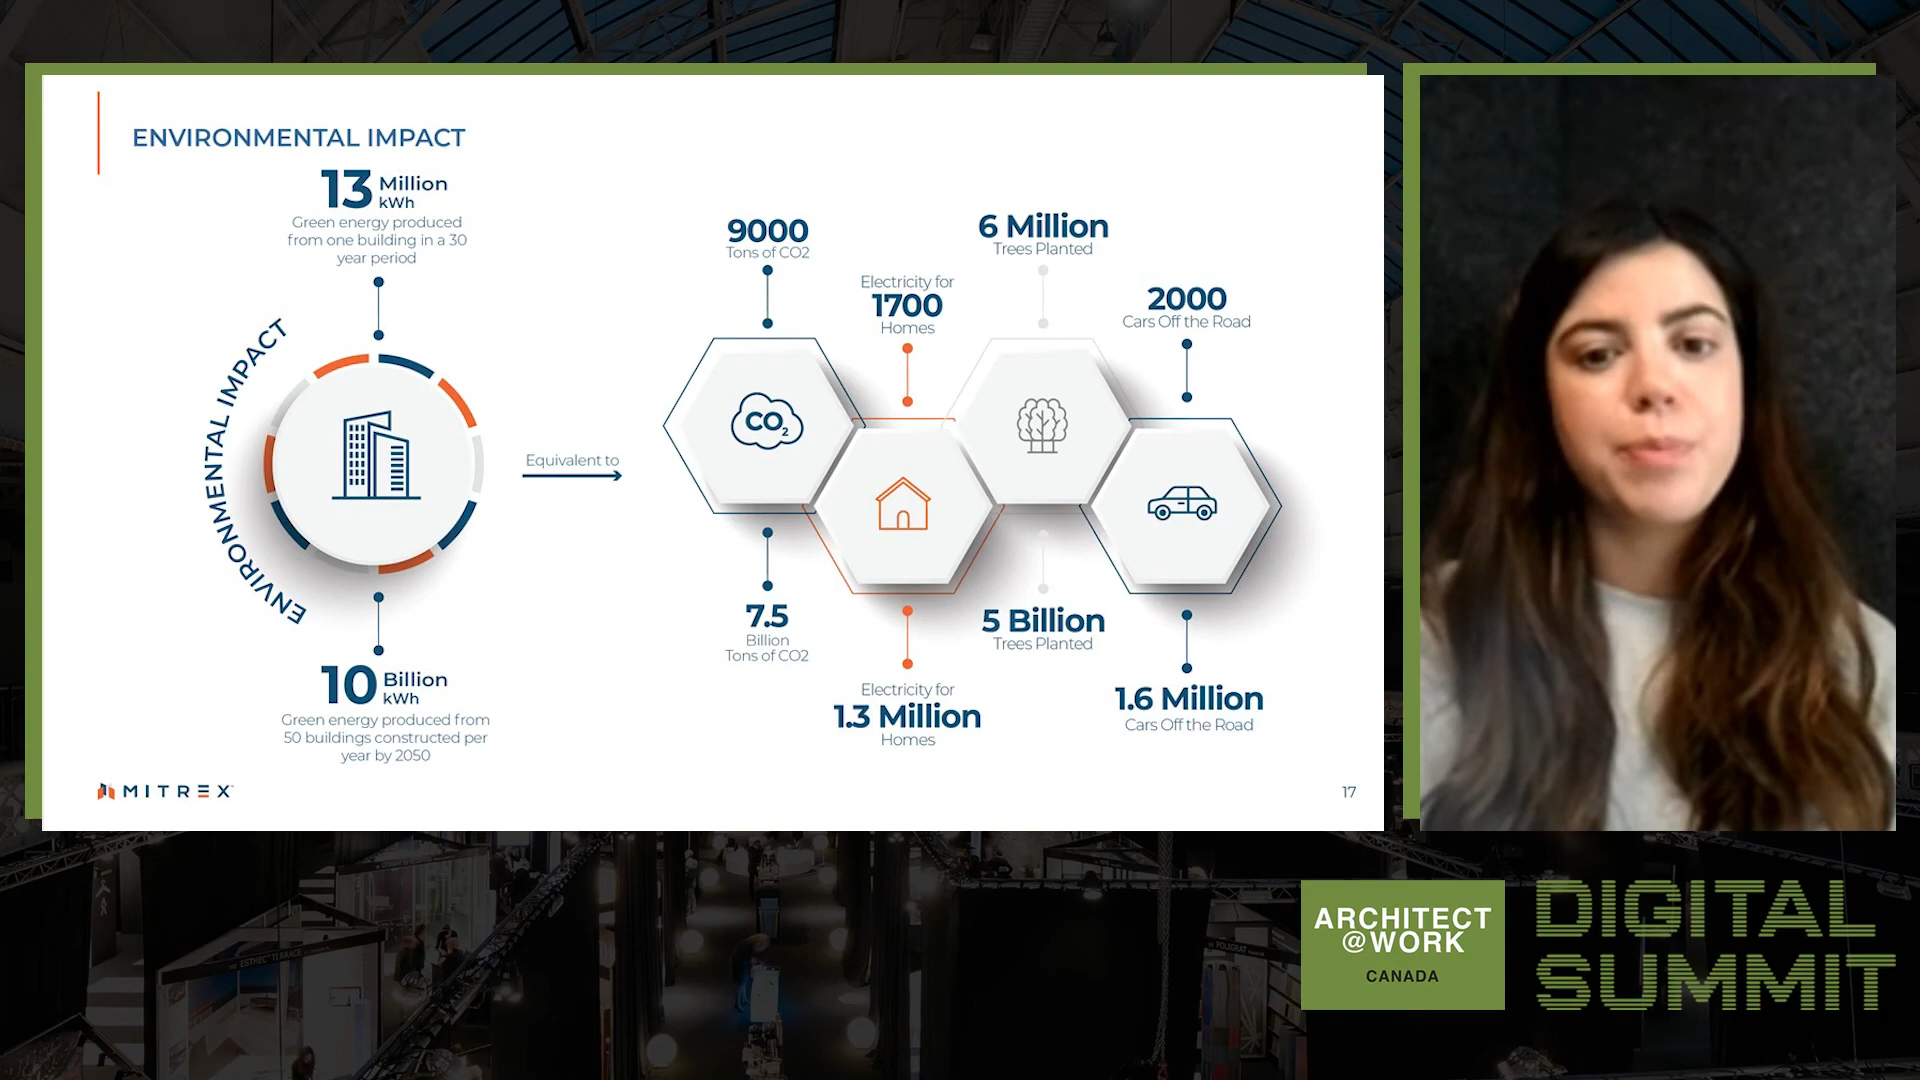 ENVIRONMENTAL IMPACT
13 Million
kWh
Green energy produced
from one building in a 30
year period
ENVIRONMENTAL IMPACT
10 Billion
kWh
Green energy produced from
50 buildings constructed per
year by 2050
Equivalent to
9000
Tons of CO2
CO2
7.5
Billion
Tons of CO2
Electricity for
1700
Homes
Electricity for
1.3 Million
Homes
6 Million
Trees Planted
5 Billion
Trees Planted
2000
Cars Off the Road
1.6 Million
Cars Off the Road
MITREX
17
ARCHITECT
@WORK
CANADA
DIGITAL
SUMMIT
ESTHEC TERRACE
POLIGRAT